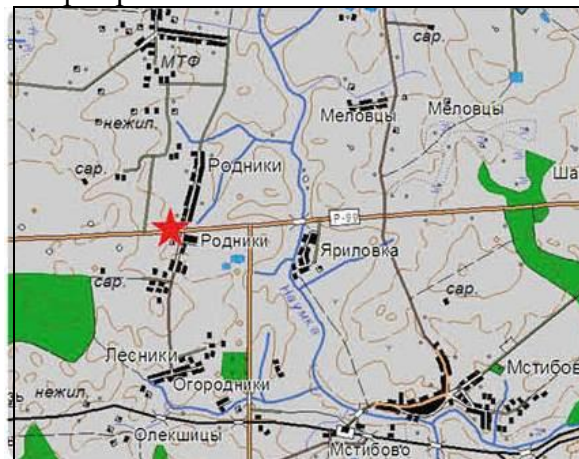 МТФ
сар.
нежил.
Меловцы
Меловцы
сар.
Родники
Ша
Р-99
Родники
Яриловка
сар.
сар.
Наумка
Лесники
Мстибов
Огородники
нежил.
Олекшицы
Мстибово